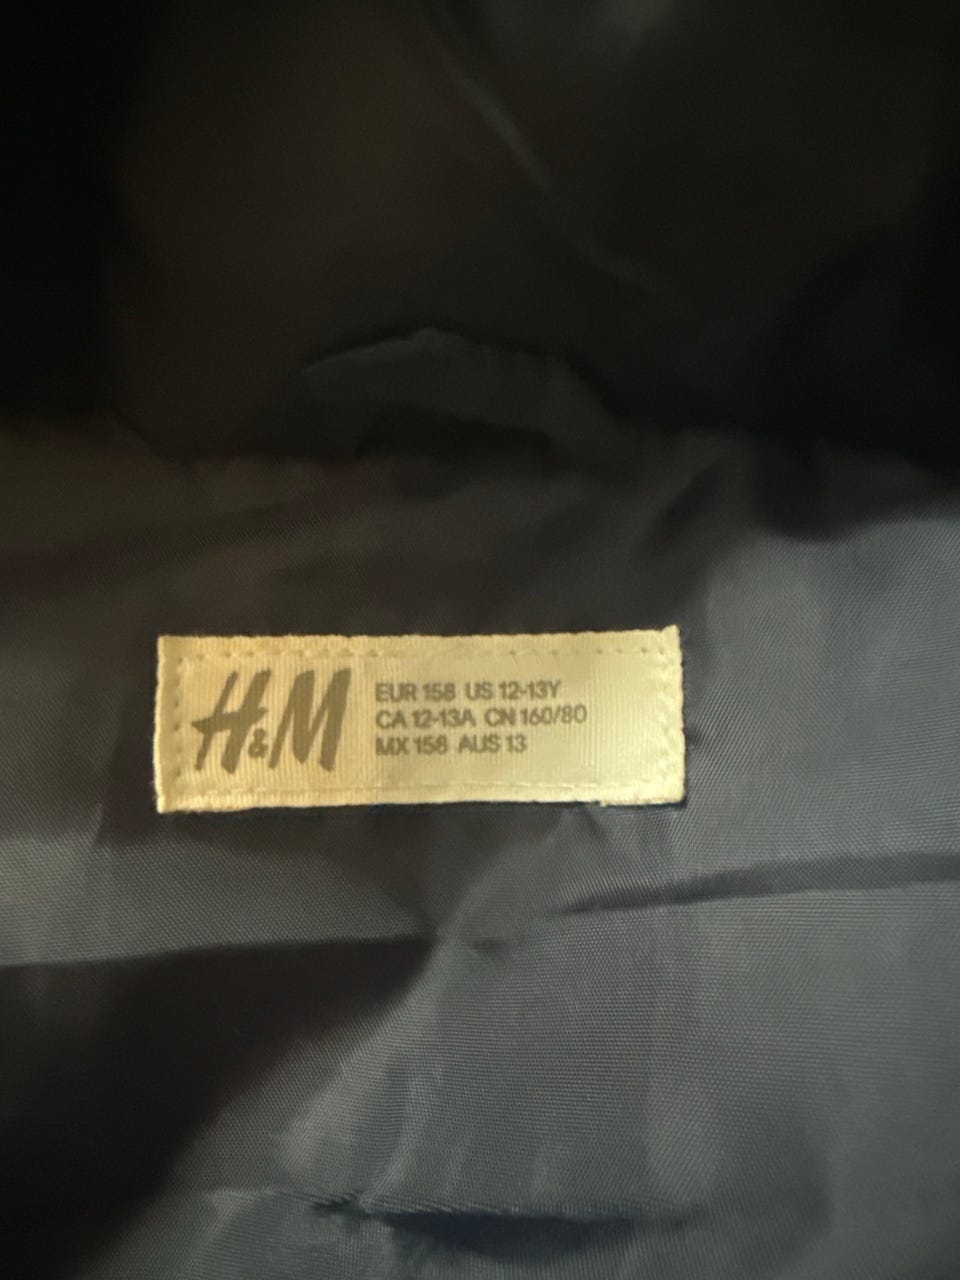 H&M
EUR 158 US 12-13Y
CA 12-13A CN 160/80
MX 158 AUS 13